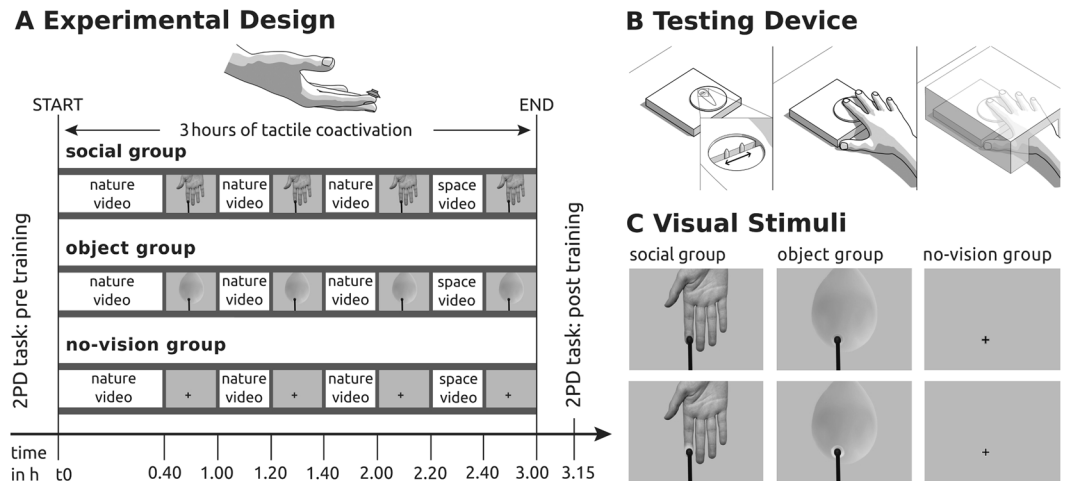 A Experimental Design
START
END
3 hours of tactile coactivation
social group
nature video
nature video
nature video
space video
object group
nature video
nature video
nature video
space video
no-vision group
nature video
nature video
nature video
space video
2PD task: pre training
2PD task: post training
time
in h t0 0.40 1.00 1.20 1.40 2.00 2.20 2.40 3.00 3.15
B Testing Device
C Visual Stimuli
social group object group no-vision group